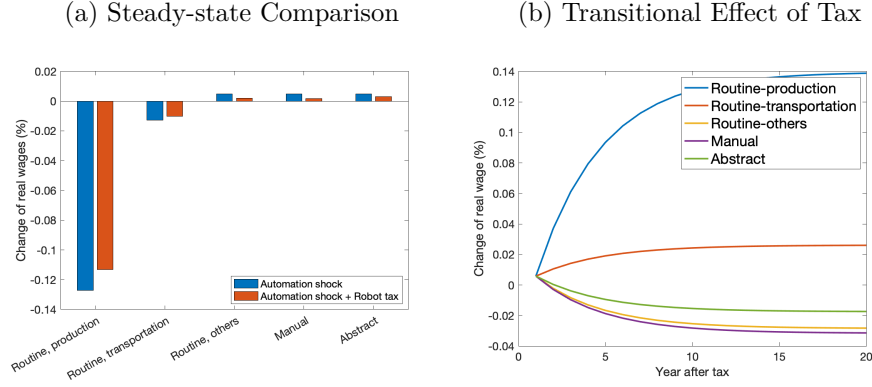 (a) Steady-state Comparison
(b) Transitional Effect of Tax
Change of real wages (%)
0.02
0
-0.02
-0.04
-0.06
-0.08
-0.1
-0.12
-0.14
Automation shock
Automation shock + Robot tax
Routine, production
Routine, transportation
Routine, others
Manual
Abstract
Change of real wage (%)
0.14
0.12
0.1
0.08
0.06
0.04
0.02
0
-0.02
-0.04
Routine-production
Routine-transportation
Routine-others
Manual
Abstract
0
5
10
15
20
Year after tax